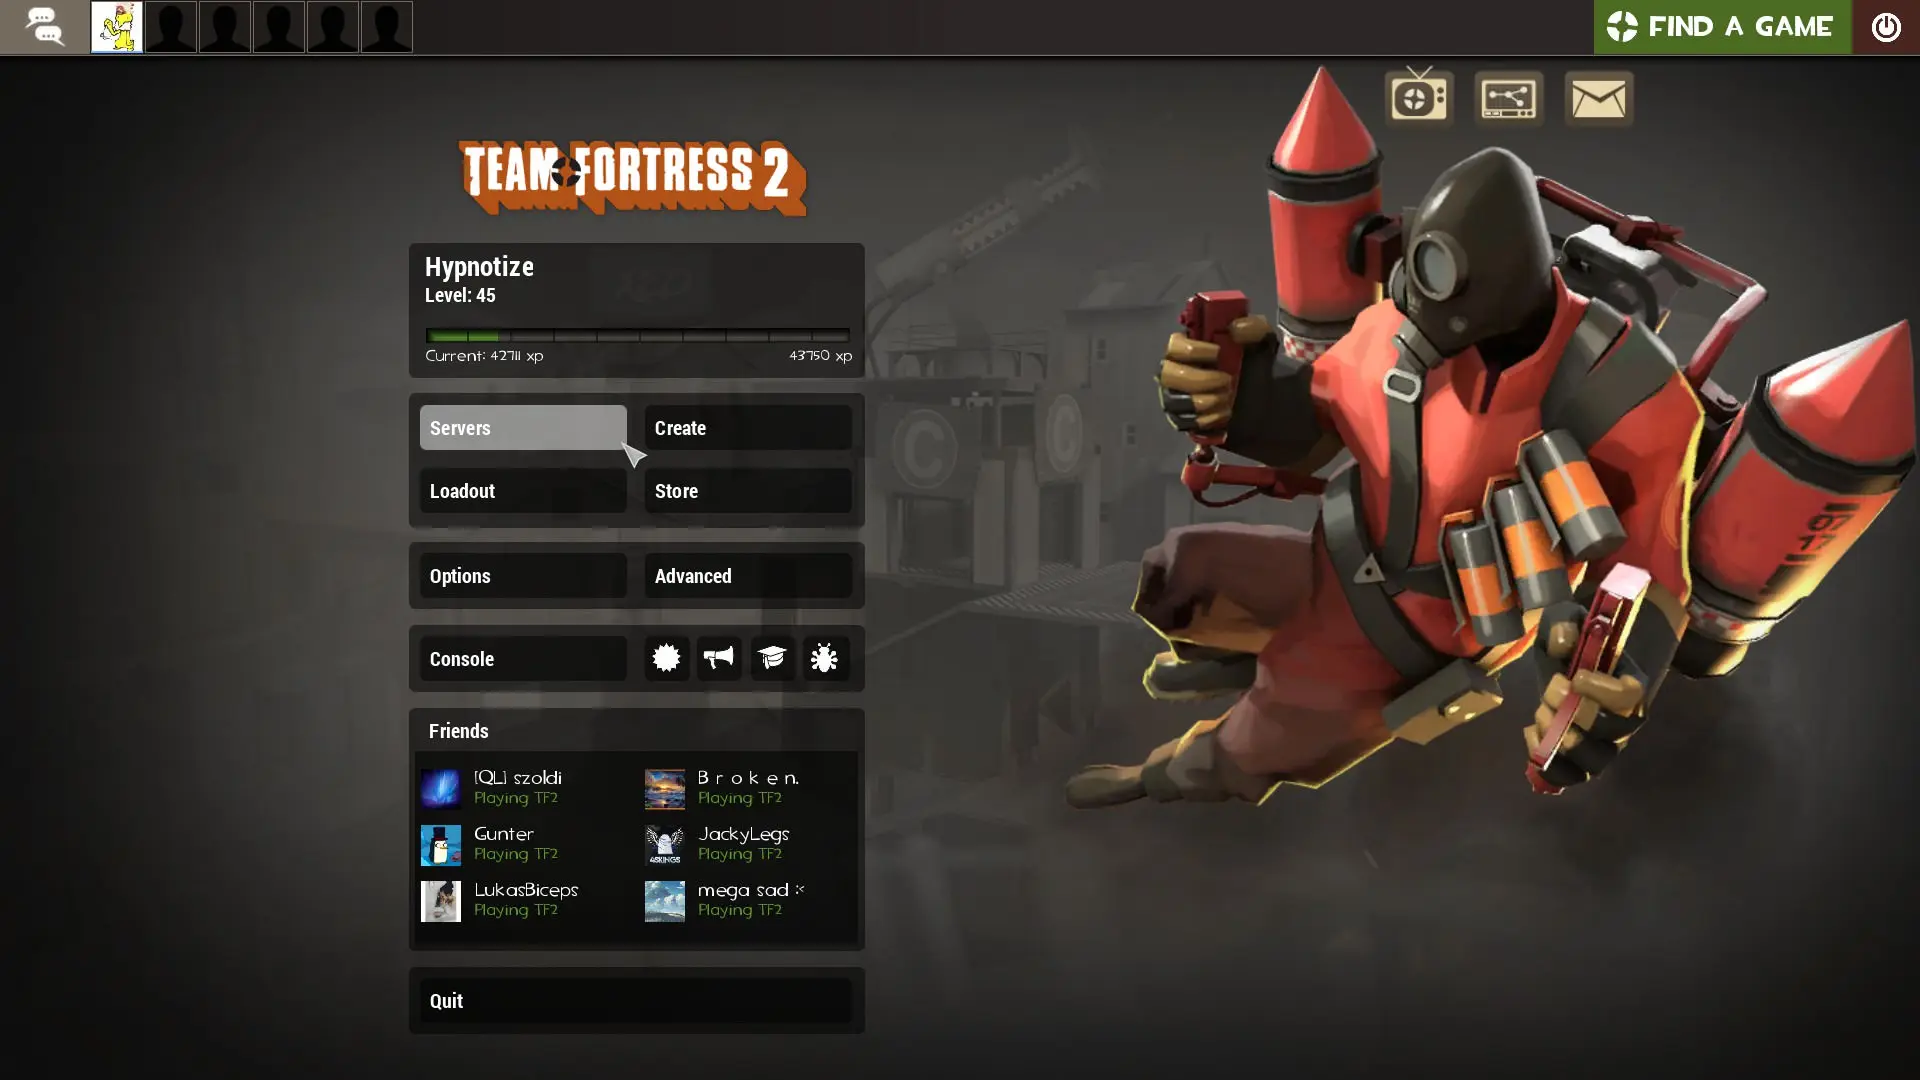 FIND A GAME
TEAM FORTRESS 2
Hypnotize
Level: 45
Current: 42711 xp
43750 xp
Servers
Create
Loadout
Store
Options
Advanced
Console
Friends
[QL] szoldi
Playing TF2
B r o k e n.
Playing TF2
Gunter
Playing TF2
JackyLegs
Playing TF2
LukasBiceps
Playing TF2
mega sad :<
Playing TF2
Quit